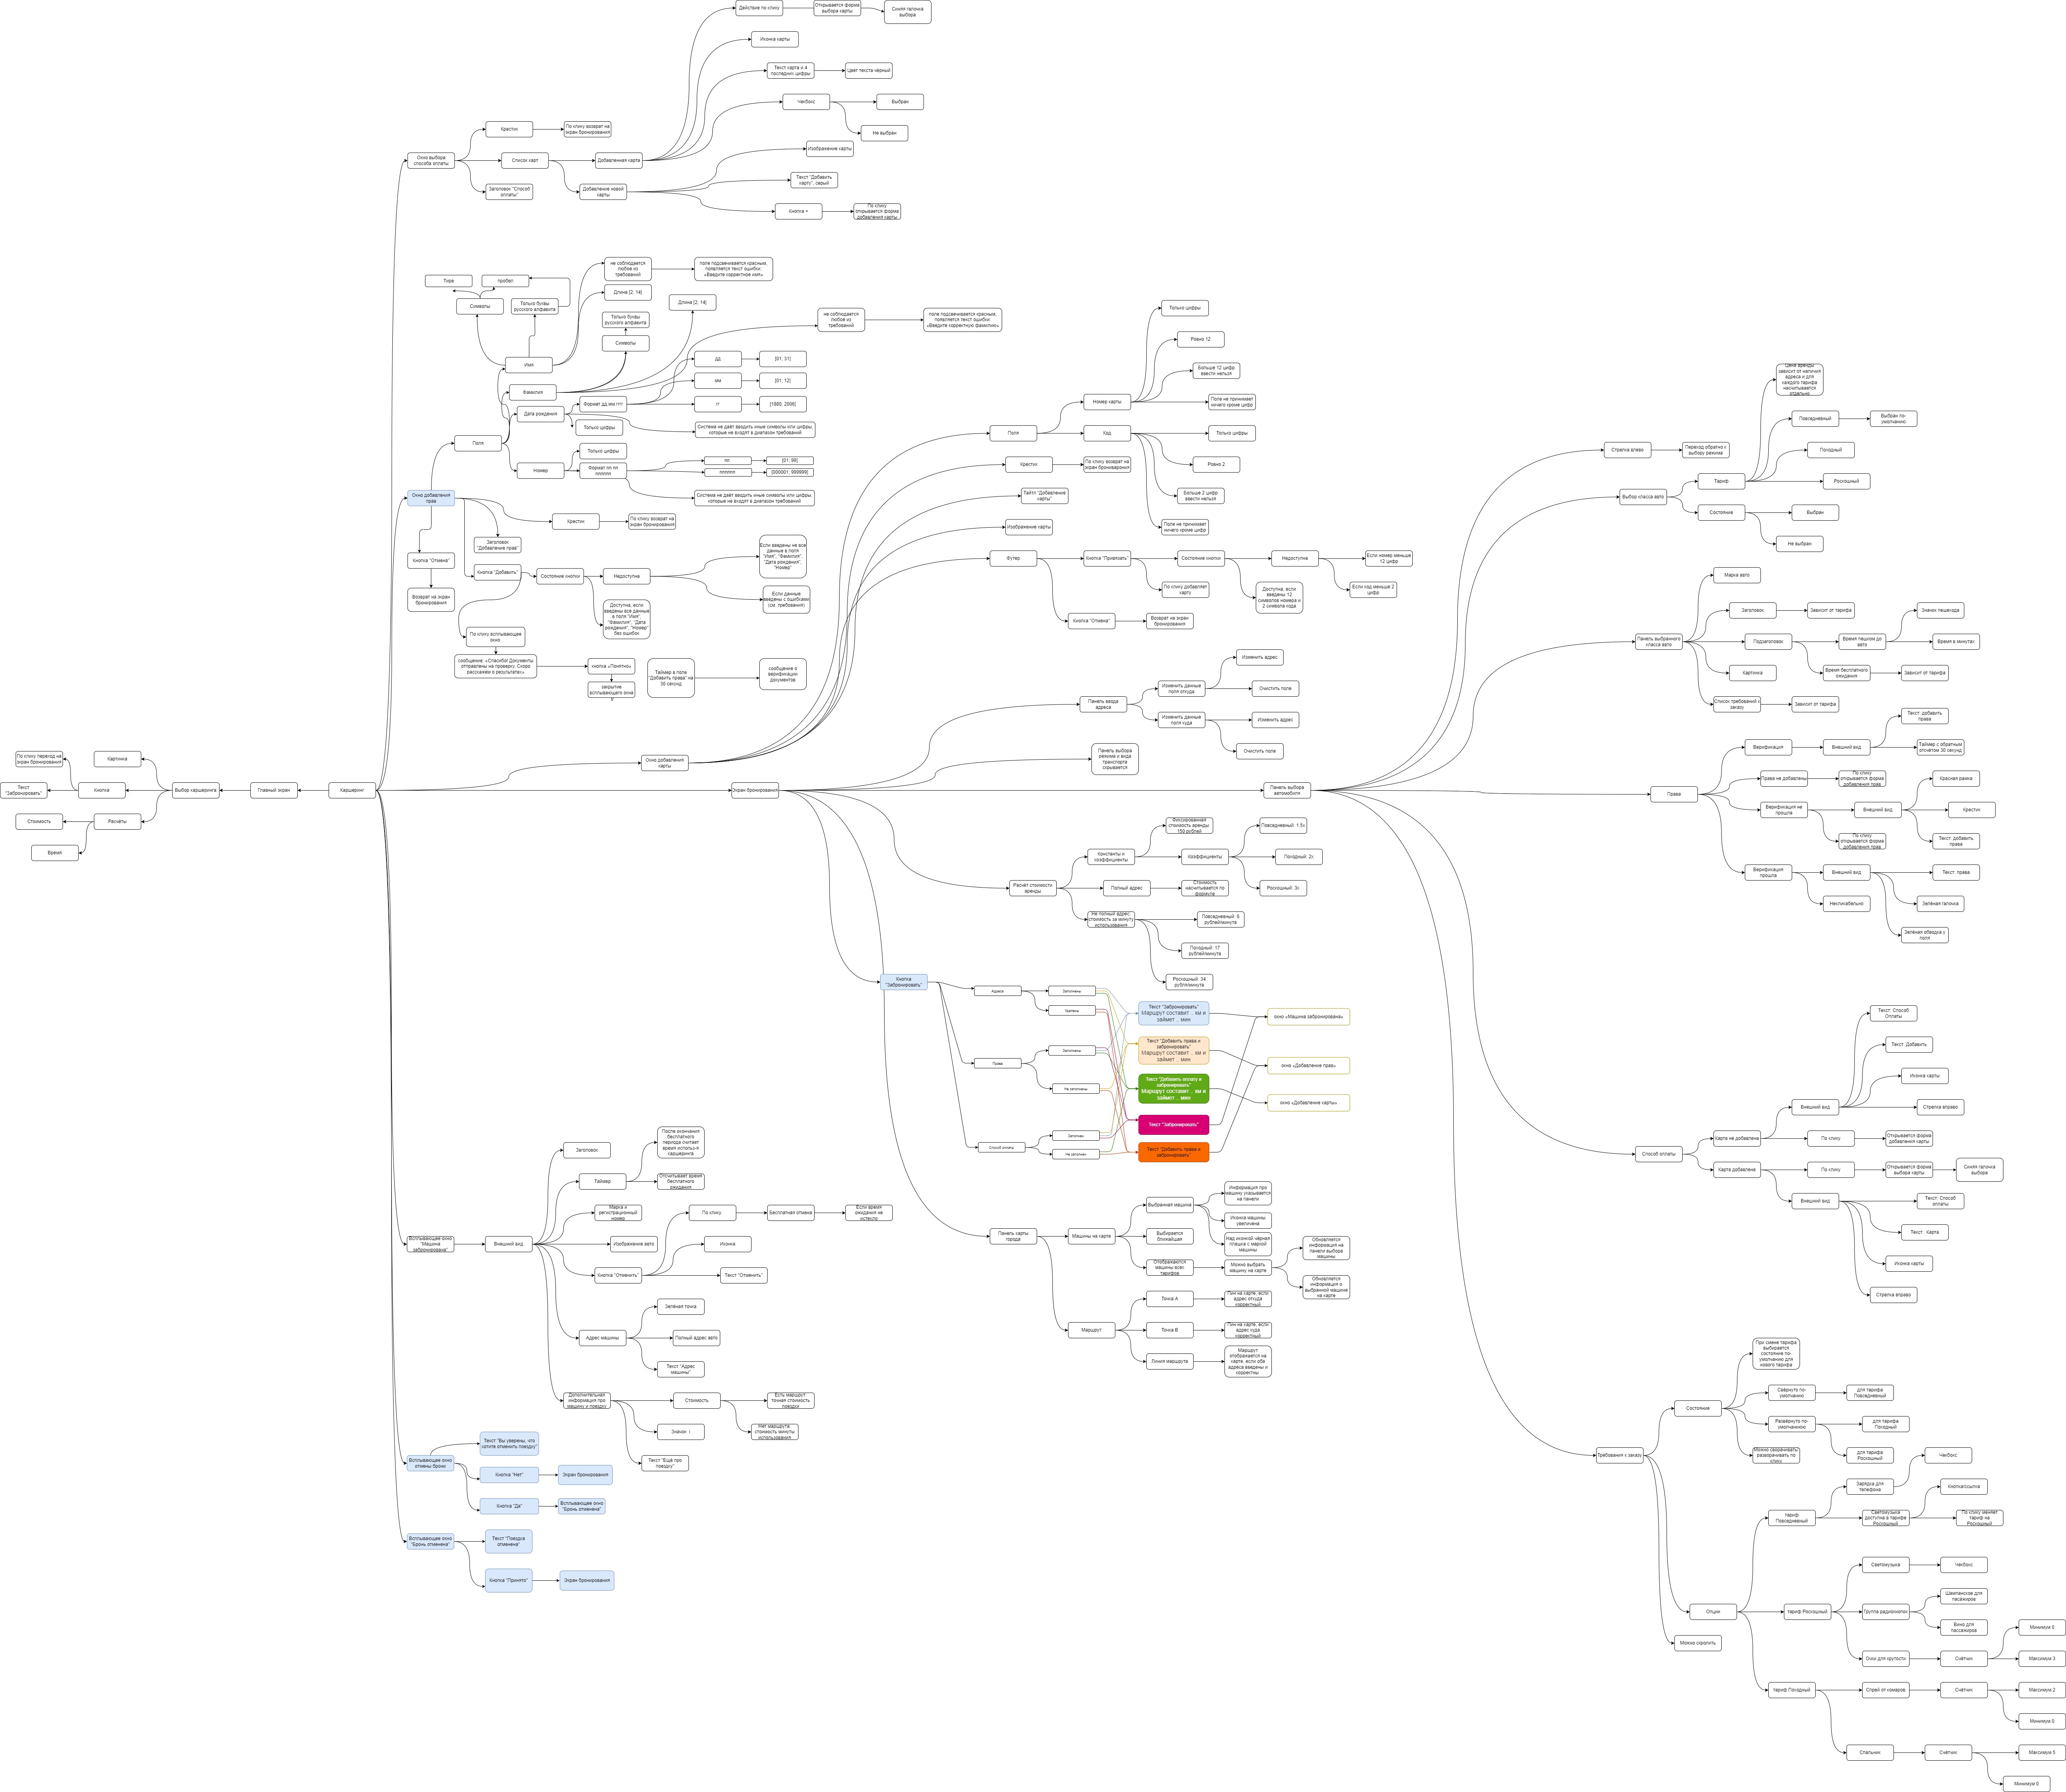 Действие по клику
Открывается форма
выбора карты
Синяя галочка
выбора
Иконка карты
Текст карта и 4
последних цифры
Цвет текста чёрный
Чекбокс
Выбран
Не выбран
Крестик
По клику возврат на
экран бронирования
Окно выбора
способа оплаты
Список карт
Добавленная карта
Изображение карты
Заголовок "Способ
оплаты"
Добавление новой
карты
Текст "Добавить
карту", серый
Кнопка +
По клику
открывается форма
добавления карты
не соблюдается
любое из
требований
поле подсвечивается красным,
появляется текст ошибки:
«Введите корректное имя»
Тире
пробел
Символы
Только буквы
русского алфавита
Длина [2; 14]
Длина [2; 14]
Только буквы
русского алфавита
Символы
не соблюдается
любое из
требований
поле подсвечивается красным,
появляется текст ошибки:
«Введите корректную фамилию»
Имя
Фамилия
дд
[01; 31]
мм
[01; 12]
Формат дд.мм.гггг
гг
[1880; 2006]
Дата рождения
Только цифры
Система не даёт вводить иные символы или цифры,
которые не входят в диапазон требований
Поля
Только цифры
Номер
Формат пп пп
пппппп
пп
[01; 99]
пппппп
[000001; 999999]
Система не даёт вводить иные символы или цифры,
которые не входят в диапазон требований
Окно добавления
прав
Крестик
По клику возврат на
экран бронирования
Заголовок
"Добавление прав"
Кнопка "Отмена"
Возврат на экран
бронирования
Кнопка "Добавить"
Состояние кнопки
Недоступна
Если введены не все
данные в поля
"Имя", "Фамилия",
"Дата рождения",
"Номер"
Если данные
введены с ошибками
(см. требования)
Доступна, если
введены все данные
в поля "Имя",
"Фамилия", "Дата
рождения", "Номер"
без ошибок
По клику всплывающее
окно
сообщение: «Спасибо! Документы
отправлены на проверку. Скоро
расскажем о результатах»
кнопка «Понятно»
закрытие
всплывающего окна
Таймер в поле
"Добавить права" на
30 секунд
сообщение о
верификации
документов
Только цифры
Ровно 12
Больше 12 цифр
ввести нельзя
Поле не принимает
ничего кроме цифр
Номер карты
Поля
Код
Только цифры
Ровно 2
Больше 2 цифр
ввести нельзя
Поле не принимает
ничего кроме цифр
Крестик
По клику возврат на
экран бронирования
Тайтл "Добавление
карты"
Изображение карты
Футер
Кнопка "Привязать"
Состояние кнопки
Недоступна
Если номер меньше
12 цифр
Если код меньше 2
цифр
По клику добавляет
карту
Доступна, если
введены 12
символов номера и
2 символа кода
Кнопка "Отмена"
Возврат на экран
бронирования
Окно добавления
карты
Панель ввода
адреса
Изменить данные
поля откуда
Изменить адрес
Очистить поле
Изменить данные
поля куда
Изменить адрес
Очистить поле
Панель выбора
режима и вида
транспорта
скрывается
По клику переход на
экран бронирования
Картинка
Текст
"Забронировать"
Кнопка
Выбор каршеринга
Главный экран
Каршеринг
Стоимость
Расчёты
Время
Экран бронирования
Панель выбора
автомобиля
Стрелка влево
Переход обратно к
выбору режима
Цена аренды
зависит от наличия
адреса и для
каждого тарифа
насчитывается
отдельно
Повседневный
Выбран по-
умолчанию
Походный
Роскошный
Тариф
Выбор класса авто
Состояние
Выбран
Не выбран
Марка авто
Заголовок
Зависит от тарифа
Панель выбранного
класса авто
Подзаголовок
Время пешком до
авто
Значок пешехода
Время в минутах
Картинка
Время бесплатного
ожидания
Зависит от тарифа
Список требований к
заказу
Зависит от тарифа
Права
Верификация
Внешний вид
Текст: добавить
права
Таймер с обратным
отсчётом 30 секунд
Права не добавлены
По клику
открывается форма
добавления прав
Верификация не
прошла
Внешний вид
Красная рамка
Крестик
Текст: добавить
права
По клику
открывается форма
добавления прав
Верификация
прошла
Внешний вид
Текст: права
Зелёная галочка
Зелёная обводка у
поля
Некликабельно
Расчёт стоимости
аренды
Константы и
коэффициенты
Фиксированная
стоимость аренды:
150 рублей
Коэффициенты
Повседневный: 1.5x
Походный: 2x
Роскошный: 3x
Полный адрес
Стоимость
насчитывается по
формуле
Не полный адрес:
стоимость за минуту
использования
Повседневный: 6
рублей/минута
Походный: 17
рублей/минута
Роскошный: 34
рубля/минута
Кнопка
"Забронировать"
Адреса
Заполнены
Удалены
Права
Заполнены
Не заполнены
Способ оплаты
Заполнен
Не заполнен
Текст "Забронировать"
Маршрут составит .. км и
займет .. мин
Текст "Добавить права и
забронировать"
Маршрут составит .. км и
займет .. мин
Текст "Добавить оплату и
забронировать"
Маршрут составит .. км и
займет .. мин
Текст "Забронировать"
Текст "Добавить права и
забронировать"
окно «Машина забронирована»
окно «Добавление прав»
окно «Добавление карты»
Способ оплаты
Карта не добавлена
Внешний вид
Текст: Способ
Оплаты
Текст: Добавить
Иконка карты
Стрелка вправо
По клику
Открывается форма
добавления карты
Карта добавлена
По клику
Открывается форма
выбора карты
Синяя галочка
выбора
Внешний вид
Текст: Способ
оплаты
Текст: Карта
Иконка карты
Стрелка вправо
Всплывающее окно
"Машина
забронирована"
Внешний вид
Заголовок
Таймер
После окончания
бесплатного
периода считает
время использ-я
каршеринга
Отсчитывает время
бесплатного
ожидания
Марка и
регистрационный
номер
Изображение авто
Кнопка "Отменить"
По клику
Бесплатная отмена
Если время
ожидания не
истекло
Иконка
Текст "Отменить"
Адрес машины
Зелёная точка
Полный адрес авто
Текст "Адрес
машины"
Дополнительная
информация про
машину и поездку
Стоимость
Есть маршрут:
точная стоимость
поездки
Нет маршрута:
стоимость минуты
использования
Значок: i
Текст "Ещё про
поездку"
Панель карты
города
Машины на карте
Выбранная машина
Информация про
машину указывается
на панели
Иконка машины
увеличена
Над иконкой чёрная
плашка с маркой
машины
Выбирается
ближайшая
Отображаются
машины всех
тарифов
Можно выбрать
машину на карте
Обновляется
информация на
панели выбора
машины
Обновляется
информация о
выбранной машине
на карте
Маршрут
Точка А
Пин на карте, если
адрес откуда
корректный
Точка В
Пин на карте, если
адрес куда
корректный
Линия маршрута
Маршрут
отображается на
карте, если оба
адреса введены и
корректны
Всплывающее окно
отмены брони
Текст "Вы уверены, что
хотите отменить поездку"
Кнопка "Нет"
Экран бронирования
Кнопка "Да"
Всплывающее окно
"Бронь отменена"
Всплывающее окно
"Бронь отменена"
Текст "Поездка
отменена"
Кнопка "Принято"
Экран бронирования
Требования к заказу
Состояние
При смене тарифа
выбирается
состояние по-
умолчанию для
нового тарифа
Свёрнуто по-
умолчанию
для тарифа
Повседневный
Развёрнуто по-
умолчанию
для тарифа
Походный
для тарифа
Роскошный
Можно сворачивать/
разворачивать по
клику
Опции
тариф
Повседневный
Зарядка для
телефона
Чекбокс
Светомузыка
доступна в тарифе
Роскошный
Кнопка/ссылка
По клику меняет
тариф на
Роскошный
тариф Роскошный
Светомузыка
Чекбокс
Группа радиокнопок
Шампанское для
пасажиров
Вино для
пассажиров
Очки для крутости
Счётчик
Минимум 0
Максимум 3
Можно скролить
тариф Походный
Спрей от комаров
Счётчик
Максимум 2
Минимум 0
Спальник
Счётчик
Максимум 5
Минимум 0